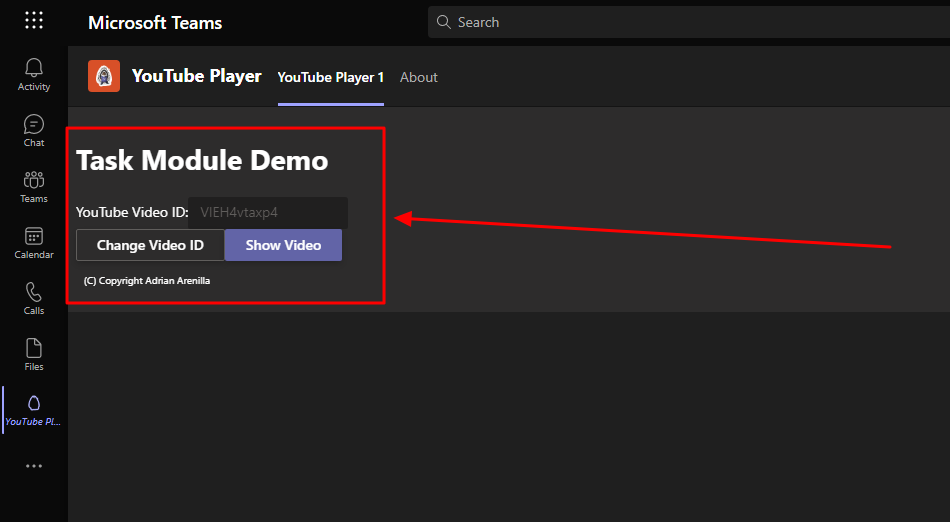 Microsoft Teams
Search
Activity
Chat
Teams
Calendar
Calls
Files
YouTube Pl...
YouTube Player
YouTube Player 1
About
Task Module Demo
YouTube Video ID:
VlEH4vtaxp4
Change Video ID
Show Video
(C) Copyright Adrian Arenilla